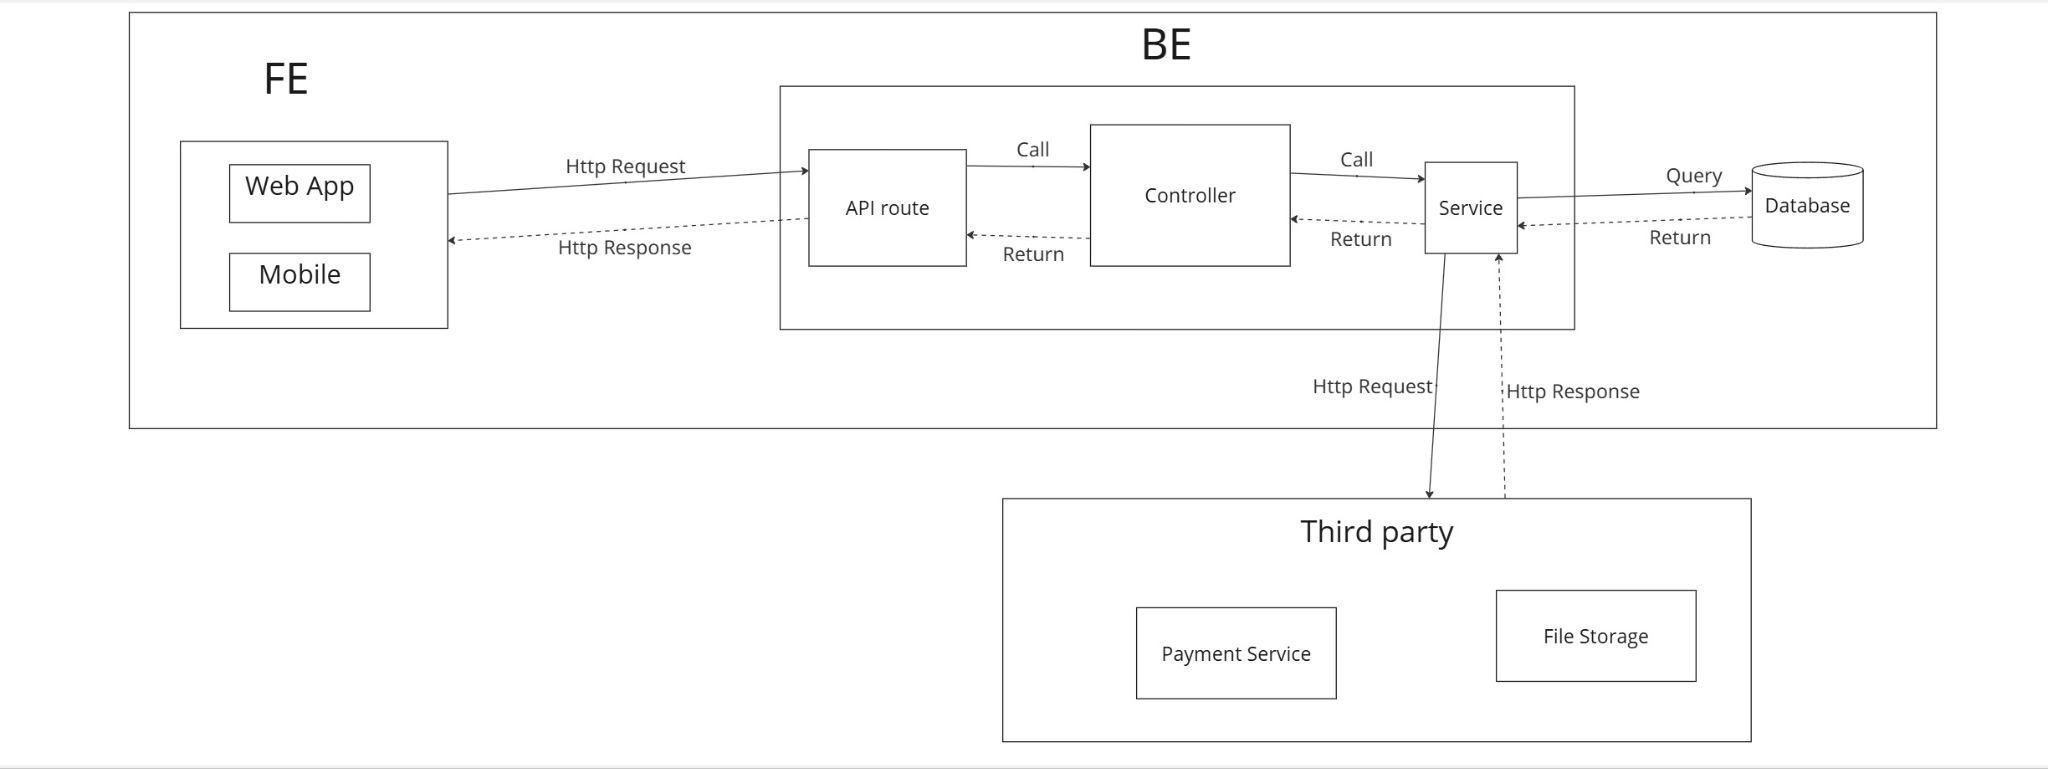 BE
FE
Web App
Mobile
Http Request
Http Response
API route
Call
Return
Controller
Call
Return
Service
Query
Return
Database
Http Request
Http Response
Third party
Payment Service
File Storage